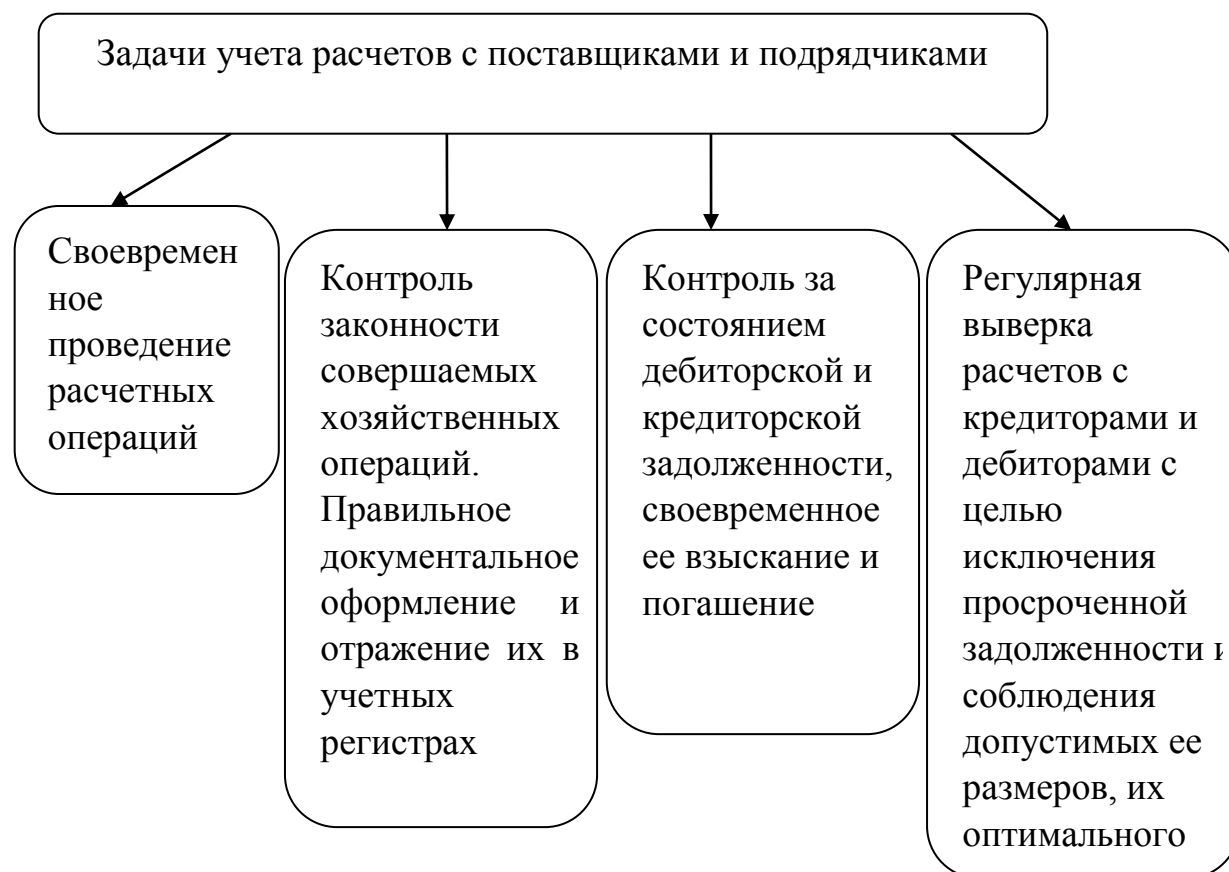 Задачи учета расчетов с поставщиками и подрядчиками
Своевремен
ное
проведение
расчетных
операций
Контроль
законности
совершаемых
хозяйственных
операций.
Правильное
документальное
оформление и
отражение их в
учетных
регистрах
Контроль за
состоянием
дебиторской и
кредиторской
задолженности,
своевременное
ее взыскание и
погашение
Регулярная
выверка
расчетов с
кредиторами и
дебиторами с
целью
исключения
просроченной
задолженности и
соблюдения
допустимых ее
размеров, их
оптимального